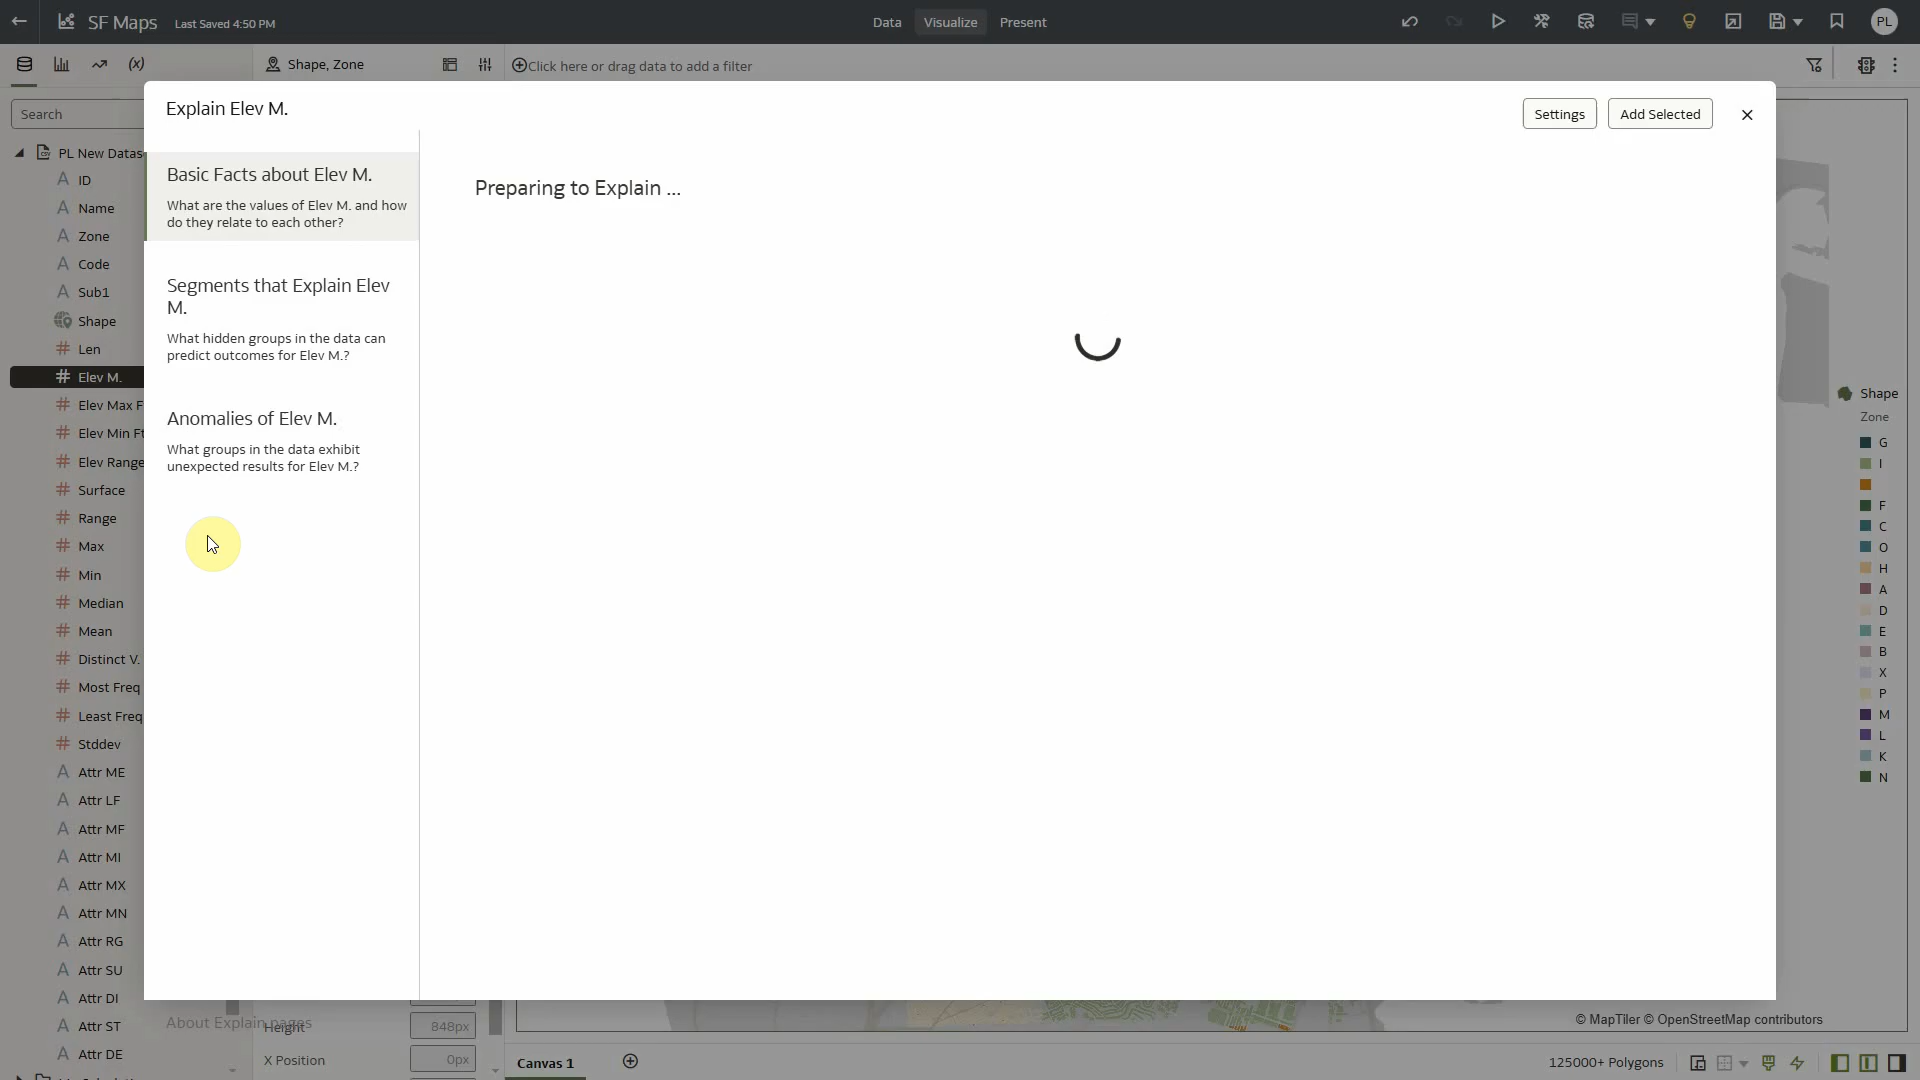 SF Maps Last Saved 4:50 PM
Data Visualize Present
PL
Shape, Zone
Click here or drag data to add a filter
Search
PL New Datas
ID
Name
Zone
Code
Sub1
Shape
Len
Elev M.
Elev Max F
Elev Min Ft
Elev Range
Surface
Range
Max
Min
Median
Mean
Distinct V.
Most Freq
Least Freq
Stddev
Attr ME
Attr LF
Attr MF
Attr MI
Attr MX
Attr MN
Attr RG
Attr SU
Attr DI
Attr ST
Attr DE
Explain Elev M.
Settings
Add Selected
Basic Facts about Elev M.
What are the values of Elev M. and how
do they relate to each other?
Segments that Explain Elev
M.
What hidden groups in the data can
predict outcomes for Elev M.?
Anomalies of Elev M.
What groups in the data exhibit
unexpected results for Elev M.?
Preparing to Explain ...
Shape
Zone
G
I
F
C
O
H
A
D
E
B
X
P
M
L
K
N
About Explain pages
Height 848px
X Position 0px
© MapTiler © OpenStreetMap contributors
Canvas 1
125000+ Polygons